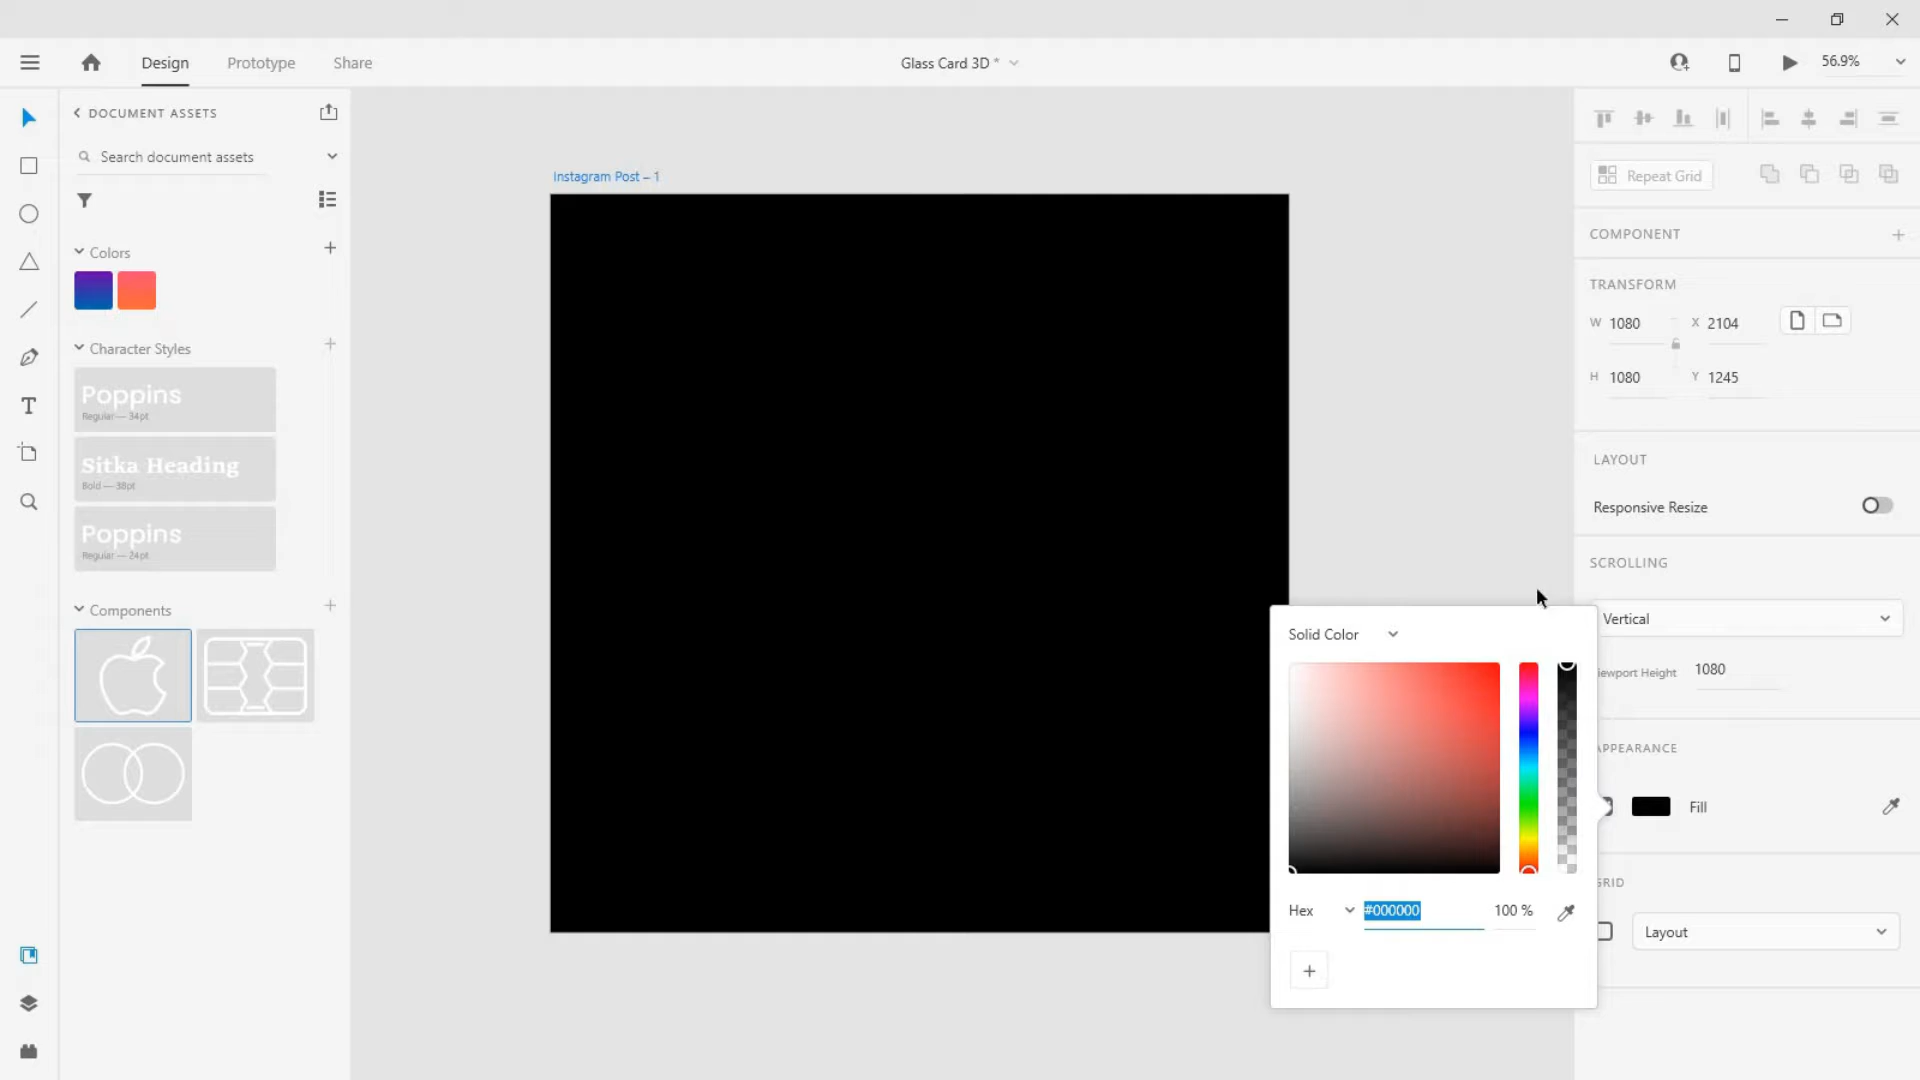 Design
Prototype
Share
Glass Card 3D *
56.9%
DOCUMENT ASSETS
Search document assets
Colors
Character Styles
Poppins
Regular — 34pt
Sitka Heading
Bold — 38pt
Poppins
Regular — 24pt
Components
Instagram Post – 1
Repeat Grid
COMPONENT
TRANSFORM
W 1080
X 2104
H 1080
Y 1245
LAYOUT
Responsive Resize
SCROLLING
Vertical
iewport Height 1080
APPEARANCE
Fill
GRID
Layout
Solid Color
Hex
#000000
100 %